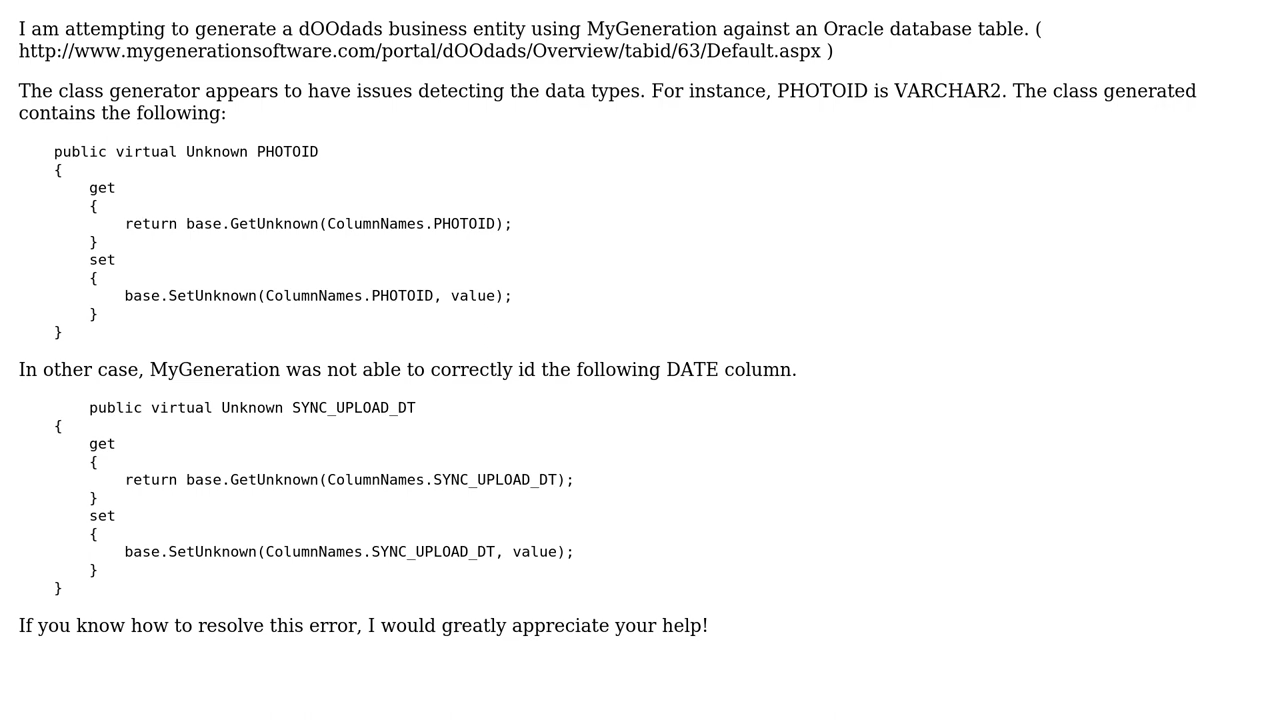 I am attempting to generate a dOOdads business entity using MyGeneration against an Oracle database table. (
http://www.mygenerationsoftware.com/portal/dOOdads/Overview/tabid/63/Default.aspx )
The class generator appears to have issues detecting the data types. For instance, PHOTOID is VARCHAR2. The class generated
contains the following:
    public virtual Unknown PHOTOID
    {
        get
        {
            return base.GetUnknown(ColumnNames.PHOTOID);
        }
        set
        {
            base.SetUnknown(ColumnNames.PHOTOID, value);
        }
    }
In other case, MyGeneration was not able to correctly id the following DATE column.
        public virtual Unknown SYNC_UPLOAD_DT
    {
        get
        {
            return base.GetUnknown(ColumnNames.SYNC_UPLOAD_DT);
        }
        set
        {
            base.SetUnknown(ColumnNames.SYNC_UPLOAD_DT, value);
        }
    }
If you know how to resolve this error, I would greatly appreciate your help!